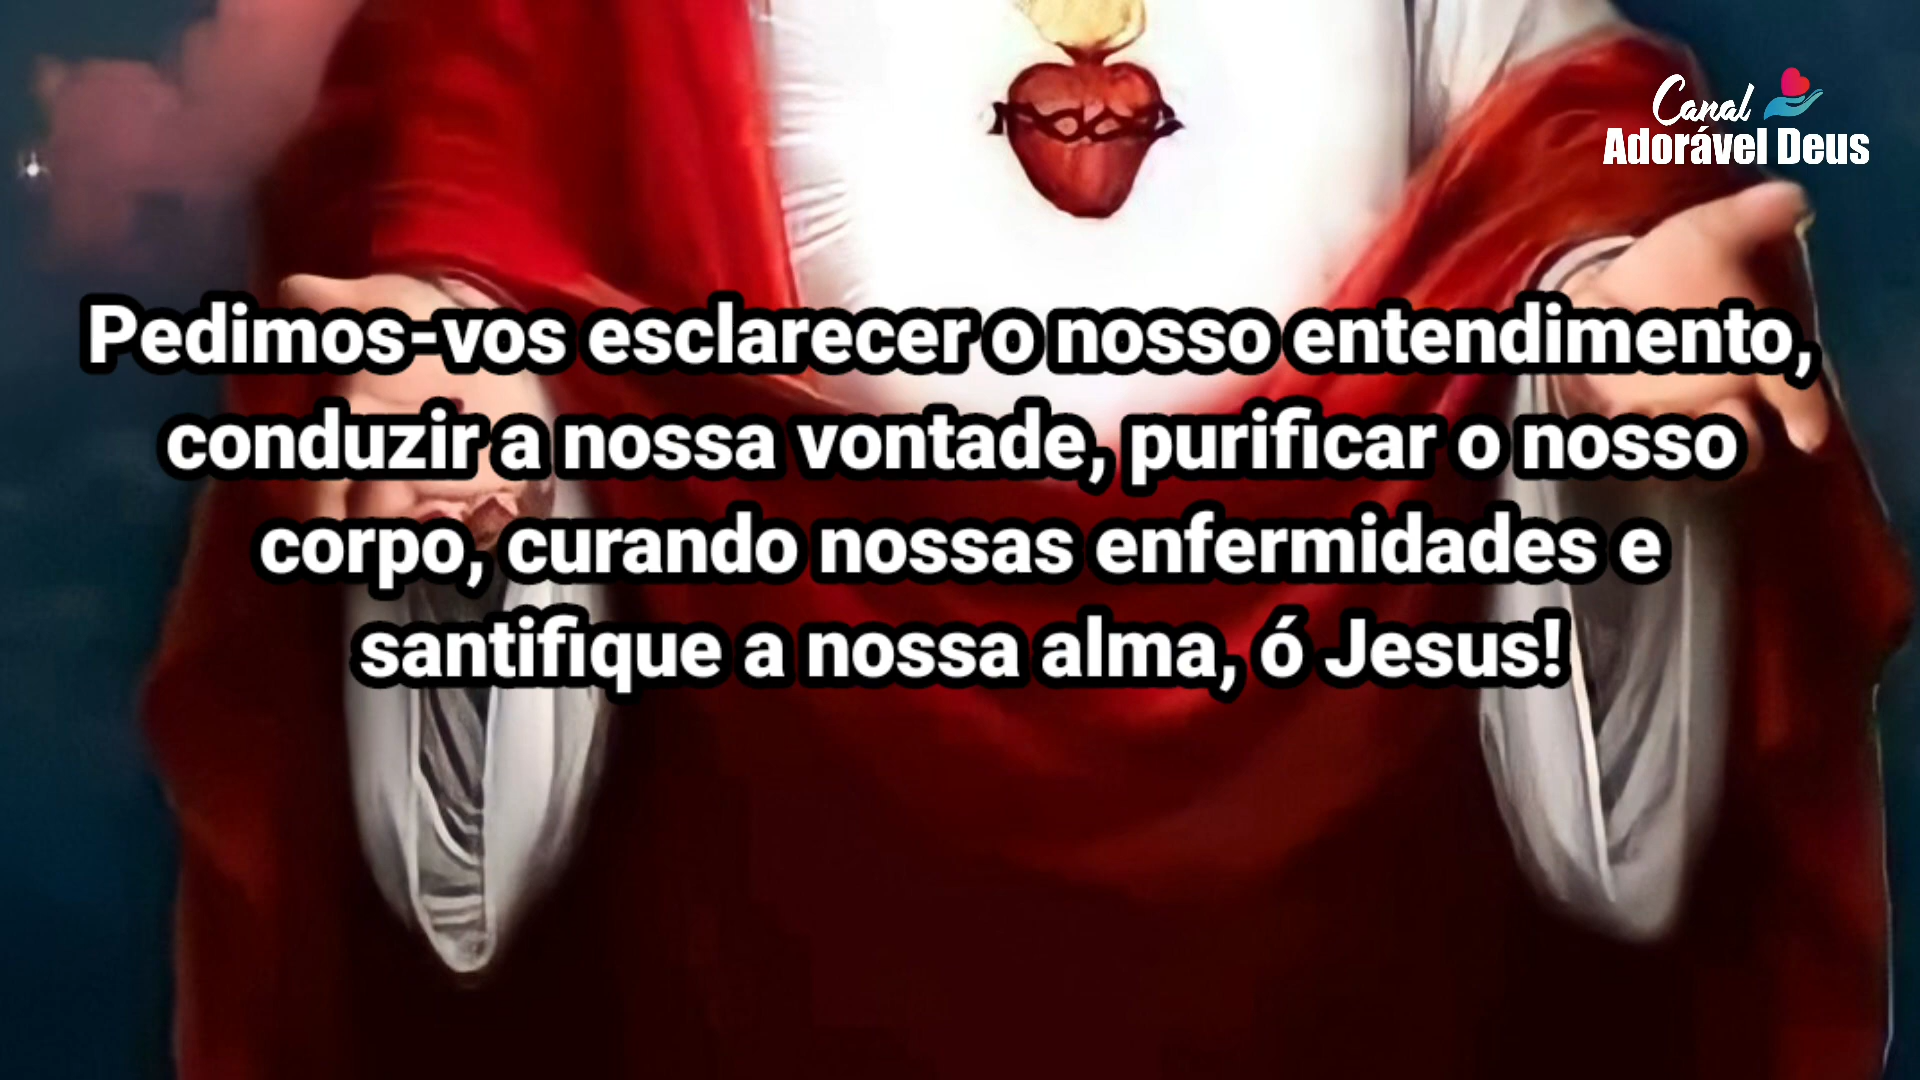 Canal
Adorável Deus
Pedimos-vos esclarecer o nosso entendimento,
conduzir a nossa vontade, purificar o nosso
corpo, curando nossas enfermidades e
santifique a nossa alma, ó Jesus!